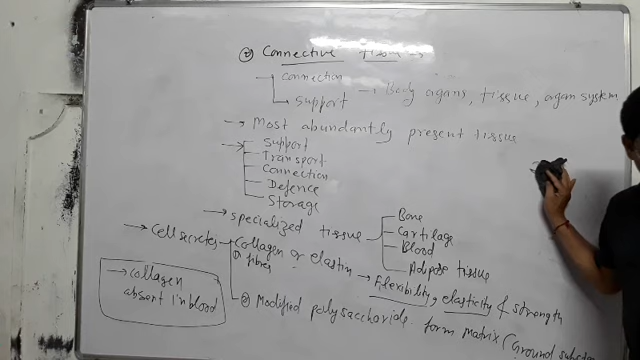 ② Connective tissue :-
connection
support → Body organs, tissue, organ system
→ Most abundantly present tissue
→ Support
Transport
Connection
Defence
Storage
→ specialized tissue
Bone
Cartilage
Blood
Adipose tissue
→ Cell secretes
① Collagen or elastin fibres → Flexibility, elasticity & strength
② Modified polysaccharide form matrix (Ground
→ collagen
absent in blood